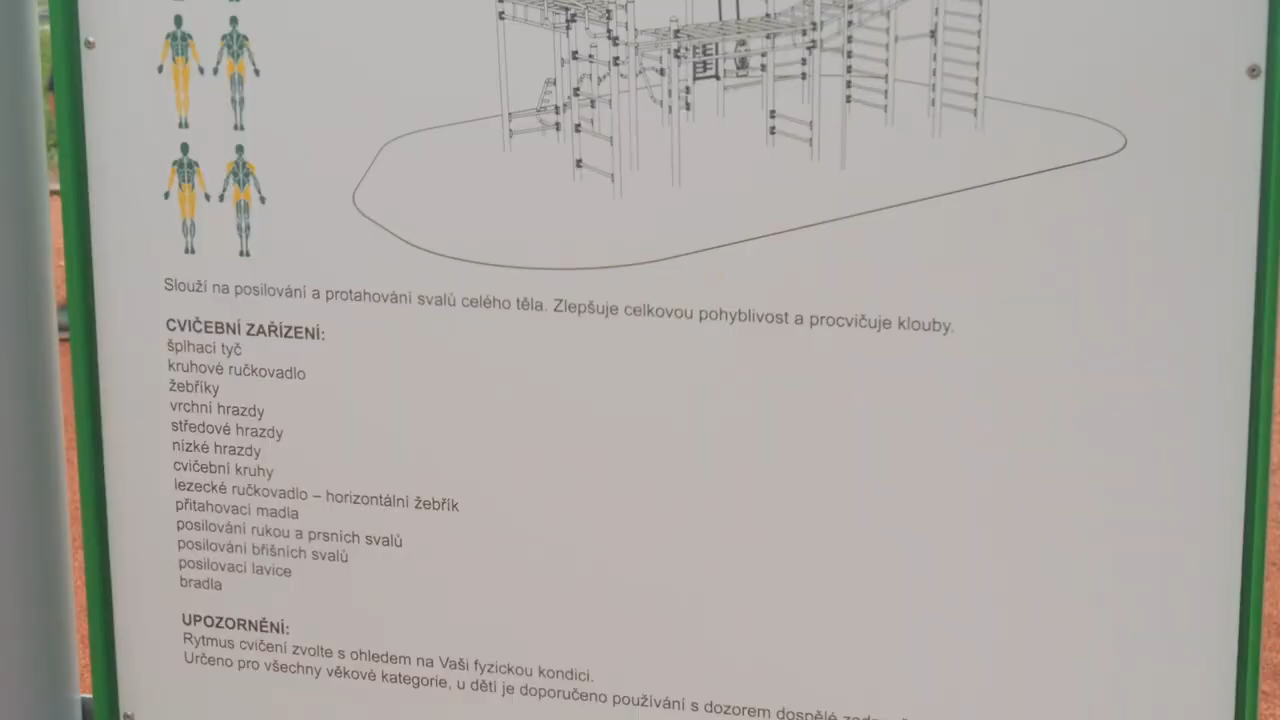 Slouží na posilování a protahování svalů celého těla. Zlepšuje celkovou pohyblivost a procvičuje klouby.
CVIČEBNÍ ZAŘÍZENÍ:
šplhací tyč
kruhové ručkovadlo
žebříky
vrchní hrazdy
středové hrazdy
nízké hrazdy
cvičební kruhy
lezecké ručkovadlo – horizontální žebřík
přitahovací madla
posilování rukou a prsních svalů
posilování břišních svalů
posilovací lavice
bradla
UPOZORNĚNÍ:
Rytmus cvičení zvolte s ohledem na Vaši fyzickou kondici.
Určeno pro všechny věkové kategorie, u dětí je doporučeno používání s dozorem dospělé